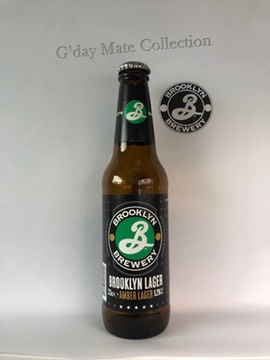 G'day Mate Collection
BROOKLYN
B
BREWERY
B
BROOKLYN
B
BREWERY
BROOKLYN LAGER
AMBER LAGER